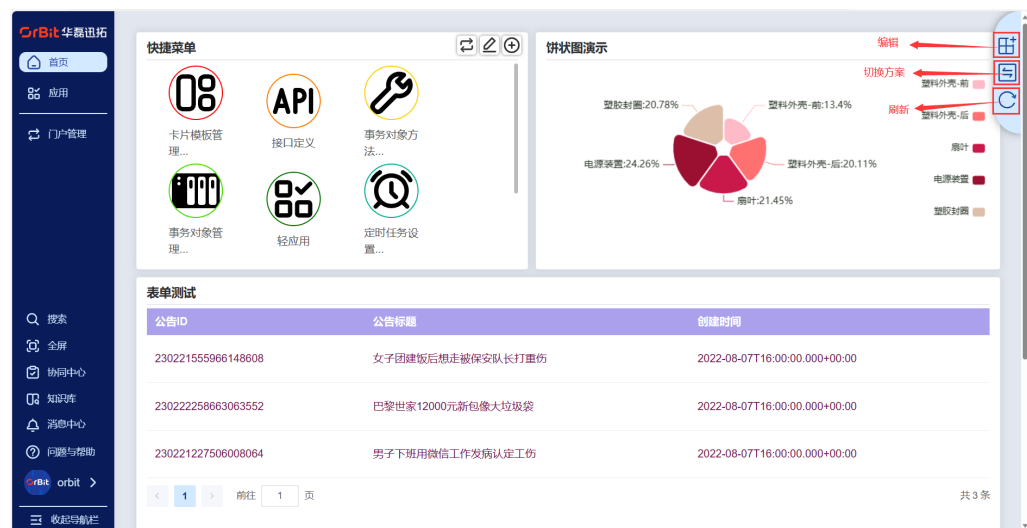 OrBit 华磊迅拓
首页
应用
门户管理
搜索
全屏
协同中心
知识库
消息中心
问题与帮助
OrBit orbit
收起导航栏
快捷菜单
卡片模板管
理...
API
接口定义
事务对象方
法...
事务对象管
理...
轻应用
定时任务设
置...
饼状图演示
编辑
切换方案
刷新
塑胶封圈:20.78%
塑料外壳-前:13.4%
电源装置:24.26%
塑料外壳-后:20.11%
扇叶:21.45%
塑料外壳-前
塑料外壳-后
扇叶
电源装置
塑胶封圈
表单测试
公告ID 公告标题 创建时间
230221555966148608 女子团建饭后想走被保安队长打重伤 2022-08-07T16:00:00.000+00:00
230222258663063552 巴黎世家12000元新包像大垃圾袋 2022-08-07T16:00:00.000+00:00
230221227506008064 男子下班用微信工作发病认定工伤 2022-08-07T16:00:00.000+00:00
1 前往 1 页 共 3 条